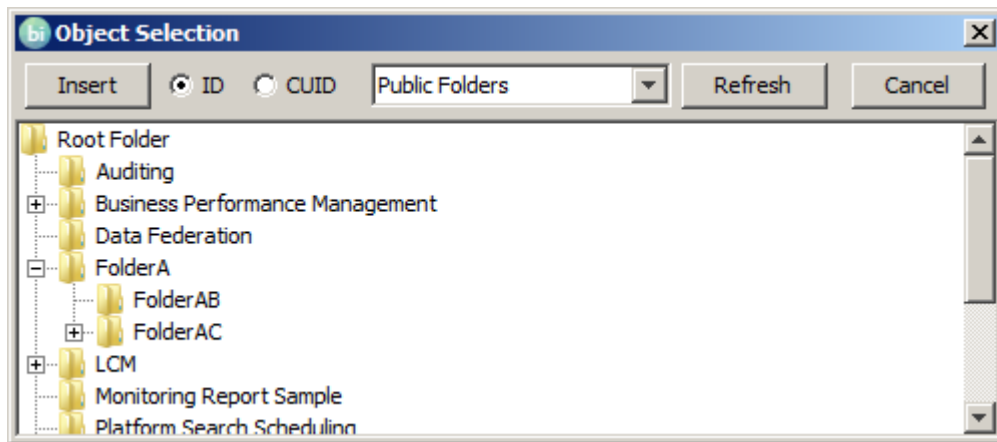 bi Object Selection
Insert ID CUID Public Folders Refresh Cancel
Root Folder
Auditing
Business Performance Management
Data Federation
FolderA
FolderAB
FolderAC
LCM
Monitoring Report Sample
Platform Search Scheduling